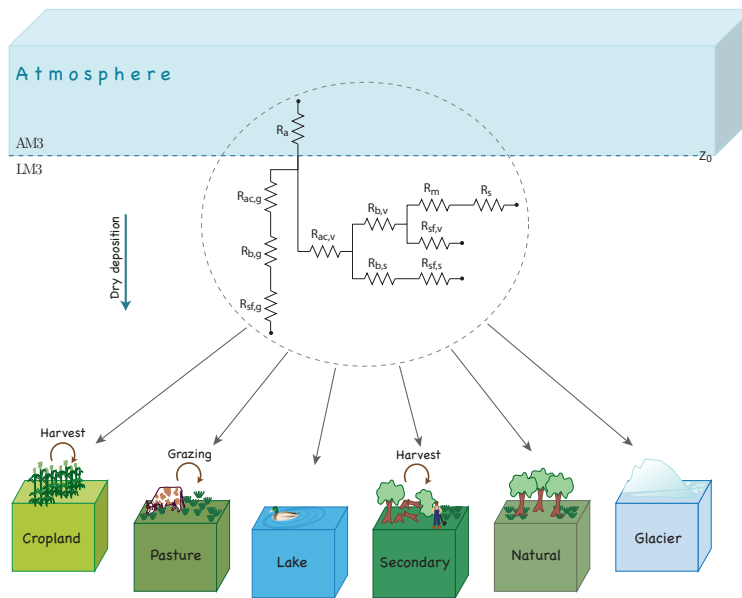 Atmosphere
AM3
LM3
Z0
Ra
Rac,g
Rb,g
Rsf,g
Rac,v
Rb,v
Rm
Rs
Rsf,v
Rb,s
Rsf,s
Dry deposition
Harvest
Grazing
Harvest
Cropland
Pasture
Lake
Secondary
Natural
Glacier